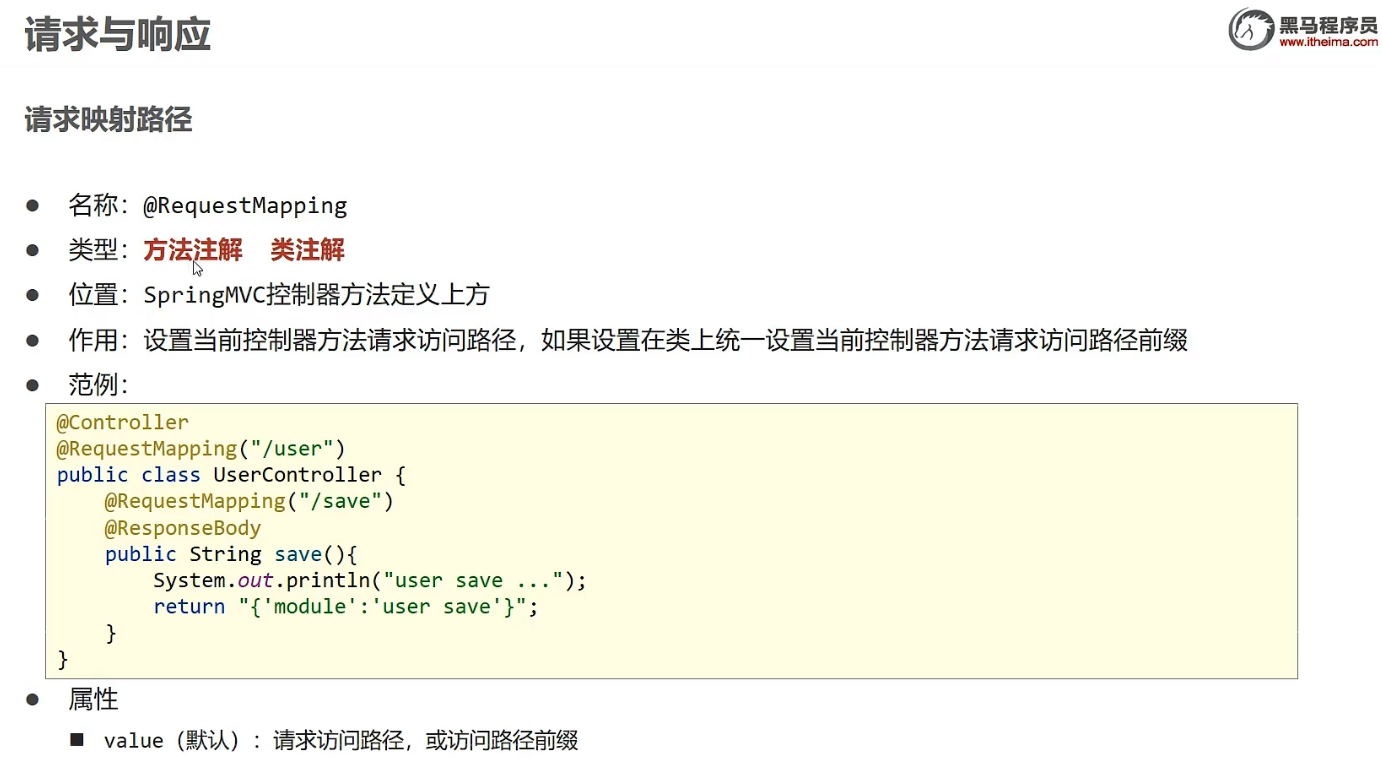 请求与响应
黑马程序员
www.itheima.com
请求映射路径
● 名称：@RequestMapping
● 类型：方法注解 类注解
● 位置：SpringMVC控制器方法定义上方
● 作用：设置当前控制器方法请求访问路径，如果设置在类上统一设置当前控制器方法请求访问路径前缀
● 范例：
@Controller
@RequestMapping("/user")
public class UserController {
    @RequestMapping("/save")
    @ResponseBody
    public String save(){
        System.out.println("user save ...");
        return "{'module':'user save'}";
    }
}
● 属性
■ value（默认）：请求访问路径，或访问路径前缀